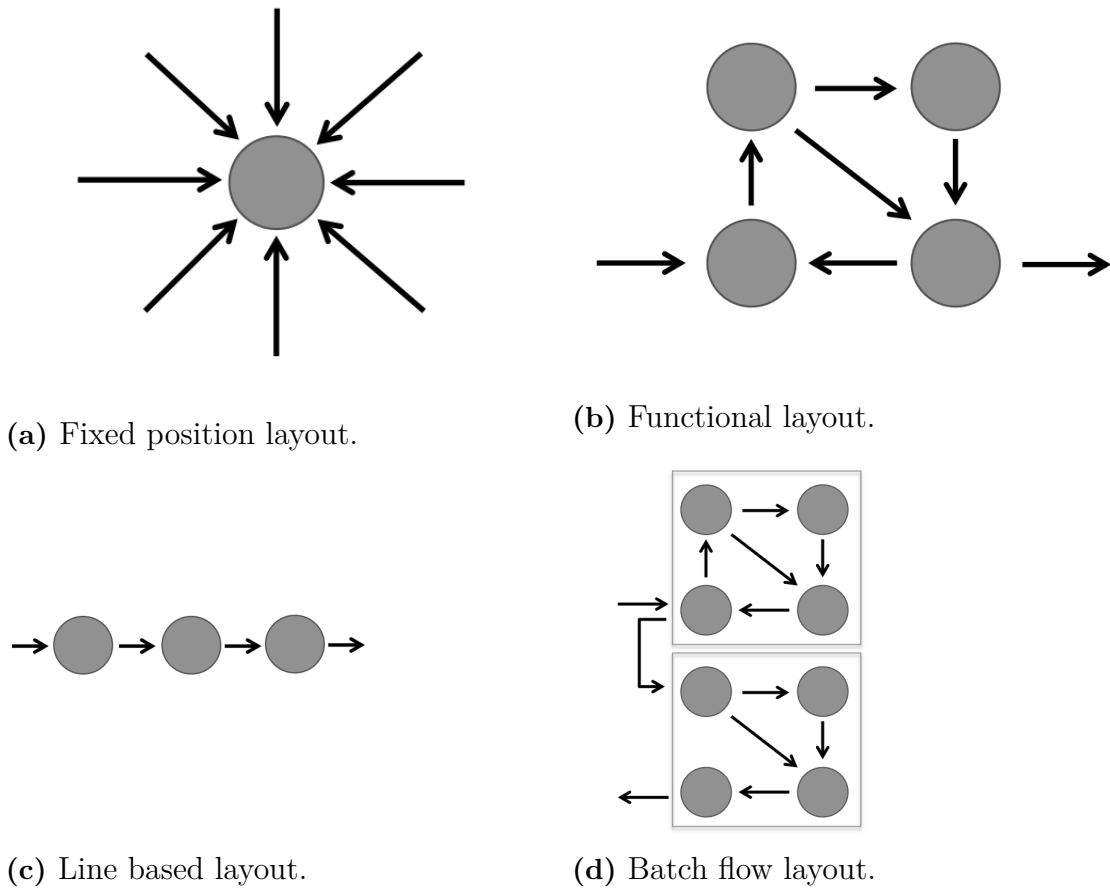 (a) Fixed position layout.
(b) Functional layout.
(c) Line based layout.
(d) Batch flow layout.